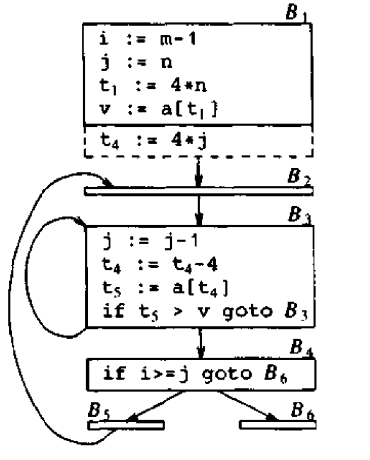 B₁
i := m-1
j := n
t₁ := 4*n
v := a[t₁]
t₄ := 4*j
B₂
B₃
j := j-1
t₄ := t₄-4
t₅ := a[t₄]
if t₅ > v goto B₃
B₄
if i>=j goto B₆
B₅ B₆